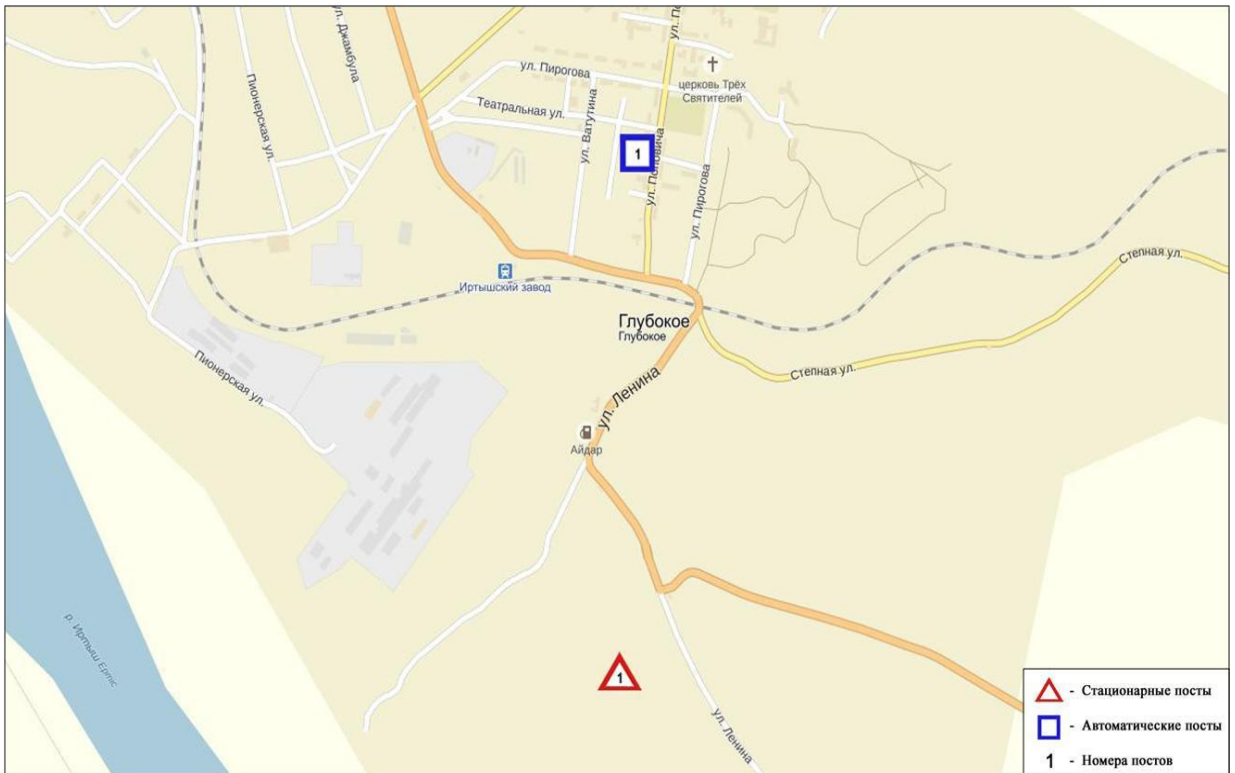 ул. По
ул. Джамбула
Пионерская ул.
ул. Пирогова
церковь Трёх
Святителей
Театральная ул.
ул. Ватутина
1
ул. Поповича
ул. Пирогова
Степная ул.
Иртышский завод
Глубокое
Глубокое
Пионерская ул.
Степная ул.
ул. Ленина
Айдар
р. Иртыш Ертіс
1
ул. Ленина
- Стационарные посты
- Автоматические посты
1 - Номера постов